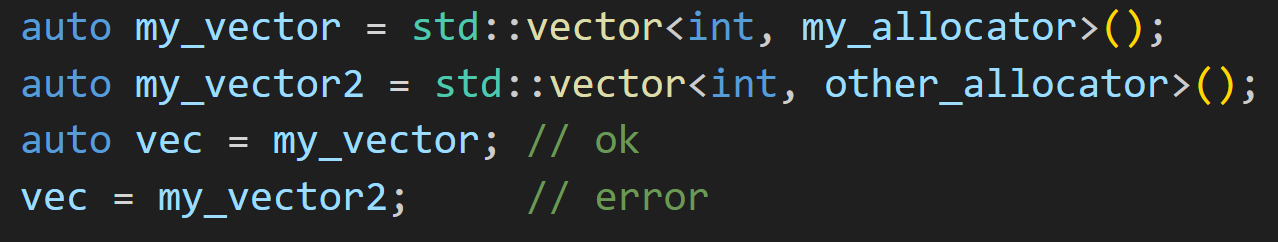 auto my_vector = std::vector<int, my_allocator>();
auto my_vector2 = std::vector<int, other_allocator>();
auto vec = my_vector; // ok
vec = my_vector2;     // error